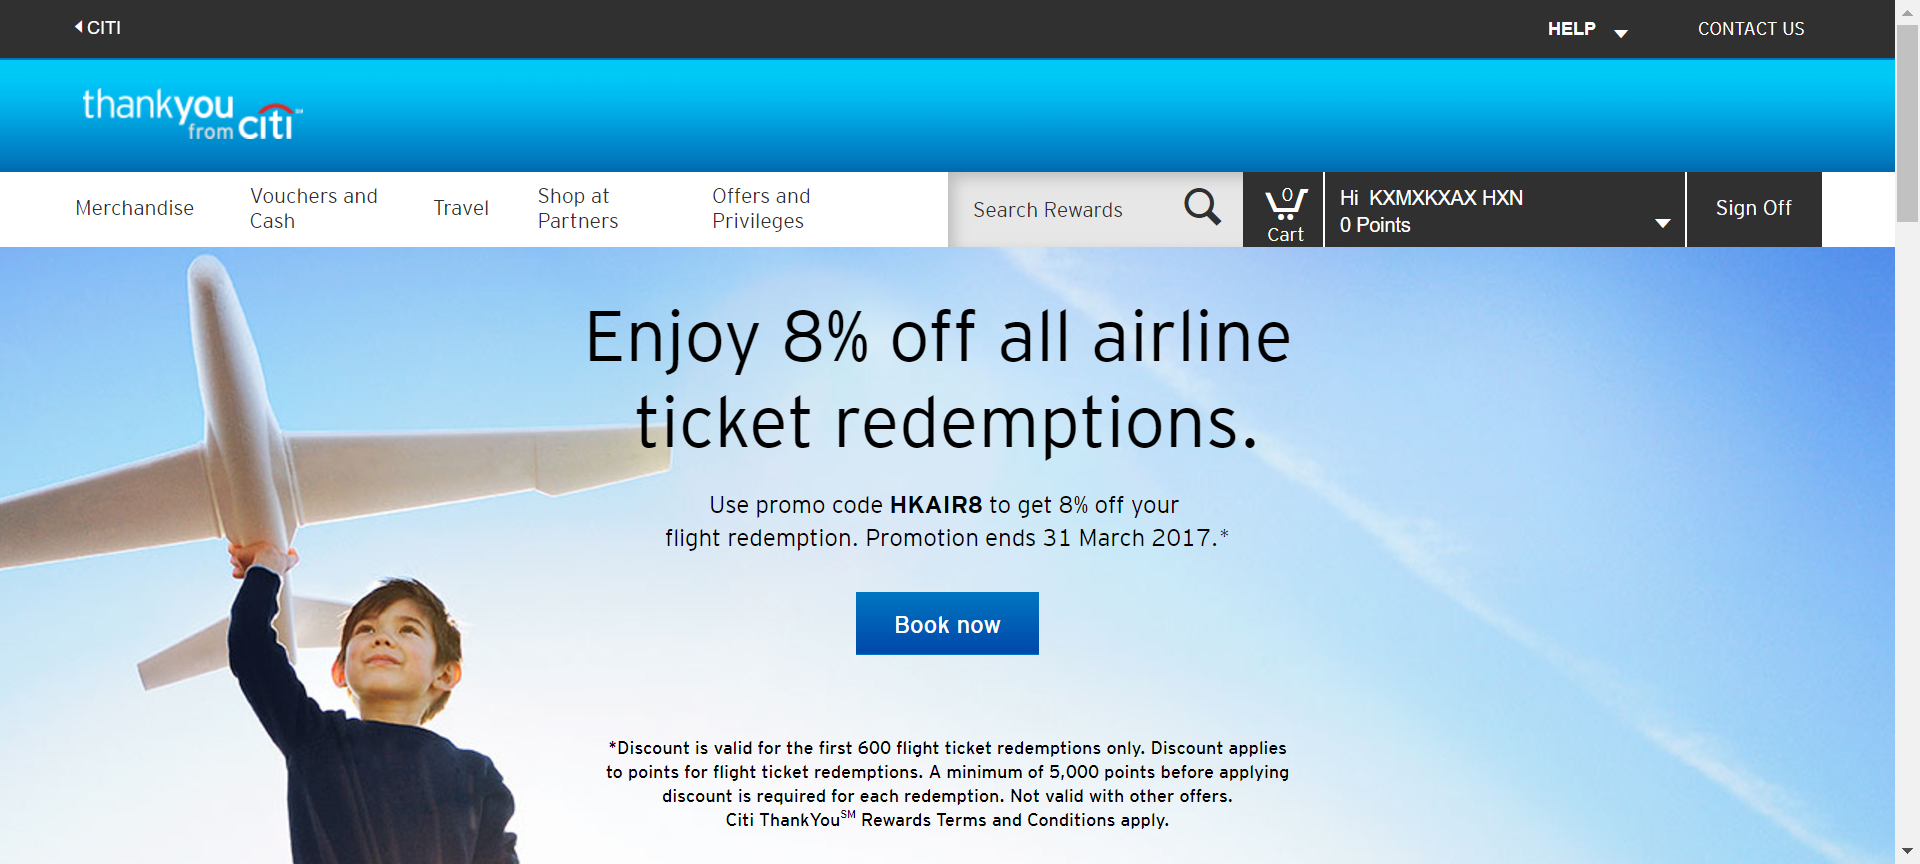 CITI
HELP
CONTACT US
thankyou
from citi℠
Merchandise
Vouchers and
Cash
Travel
Shop at
Partners
Offers and
Privileges
Search Rewards
0
Cart
Hi KXMXKXAX HXN
0 Points
Sign Off
Enjoy 8% off all airline
ticket redemptions.
Use promo code HKAIR8 to get 8% off your
flight redemption. Promotion ends 31 March 2017.*
Book now
*Discount is valid for the first 600 flight ticket redemptions only. Discount applies
to points for flight ticket redemptions. A minimum of 5,000 points before applying
discount is required for each redemption. Not valid with other offers.
Citi ThankYou℠ Rewards Terms and Conditions apply.